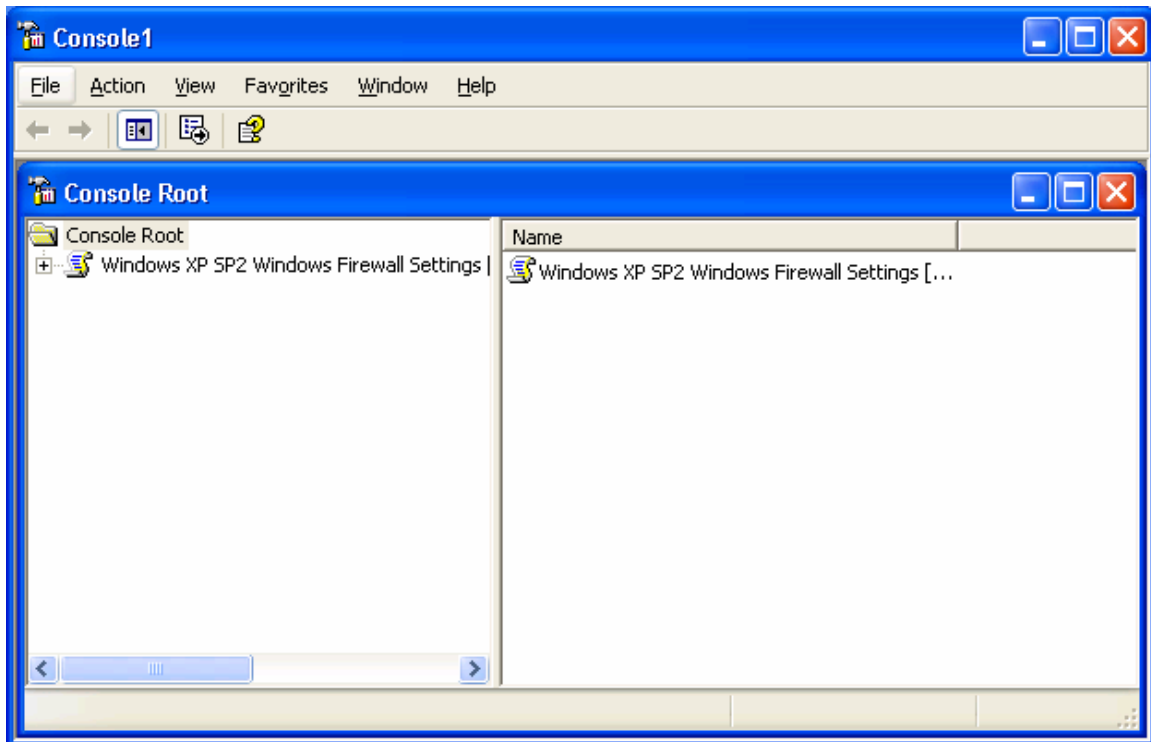 Console1
File Action View Favorites Window Help
Console Root
Console Root
Name
Windows XP SP2 Windows Firewall Settings [
Windows XP SP2 Windows Firewall Settings [...